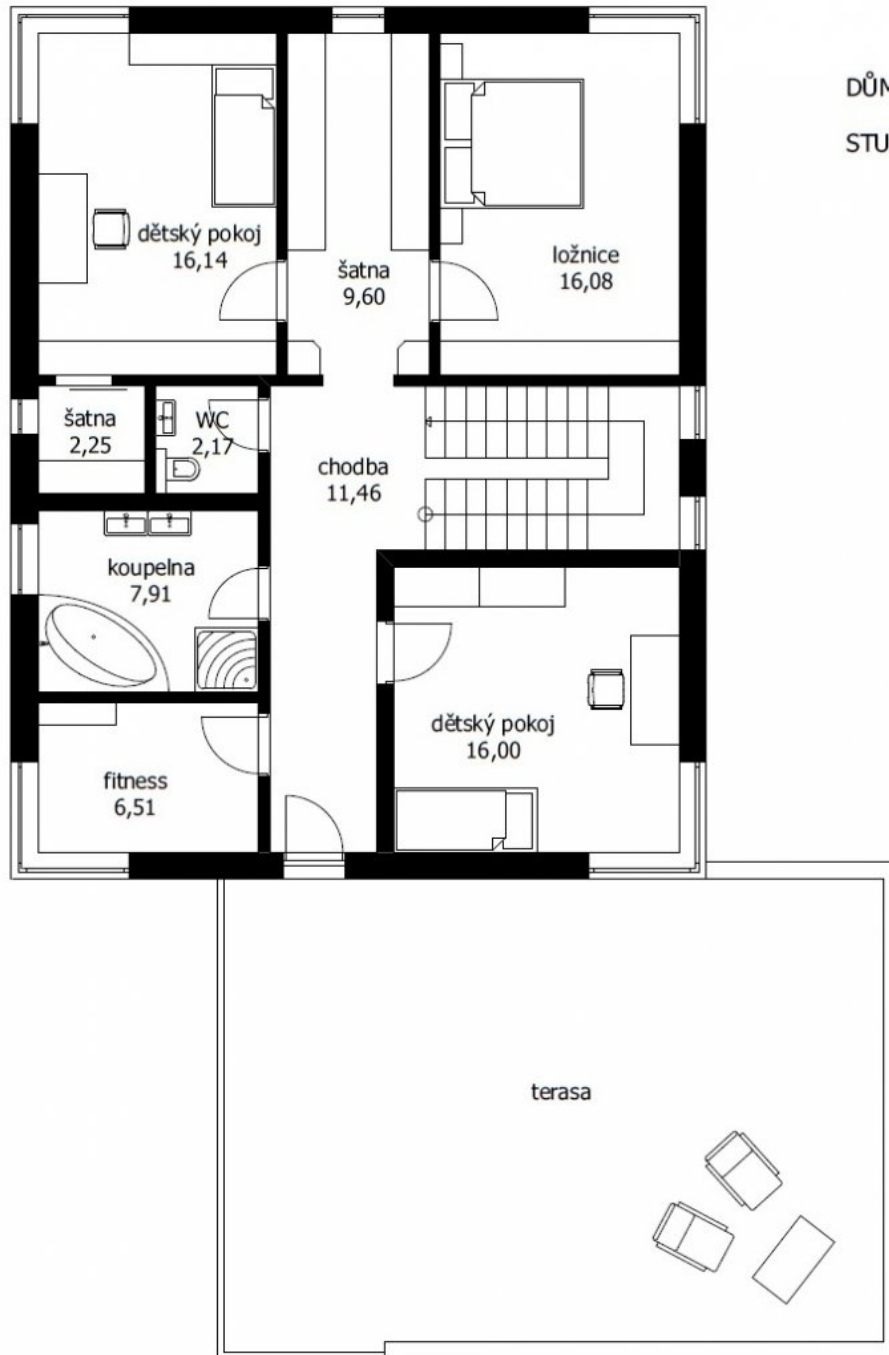 DŮM
STU
dětský pokoj
16,14
šatna
9,60
ložnice
16,08
šatna
2,25
WC
2,17
chodba
11,46
koupelna
7,91
dětský pokoj
16,00
fitness
6,51
terasa